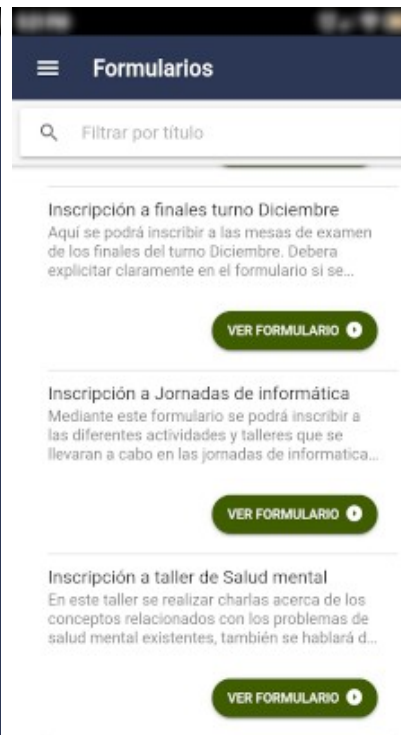 Formularios
Filtrar por título
Inscripción a finales turno Diciembre
Aquí se podrá inscribir a las mesas de examen
de los finales del turno Diciembre. Debera
explicitar claramente en el formulario si se...
VER FORMULARIO
Inscripción a Jornadas de informática
Mediante este formulario se podrá inscribir a
las diferentes actividades y talleres que se
llevaran a cabo en las jornadas de informatica...
VER FORMULARIO
Inscripción a taller de Salud mental
En este taller se realizar charlas acerca de los
conceptos relacionados con los problemas de
salud mental existentes, también se hablará d...
VER FORMULARIO